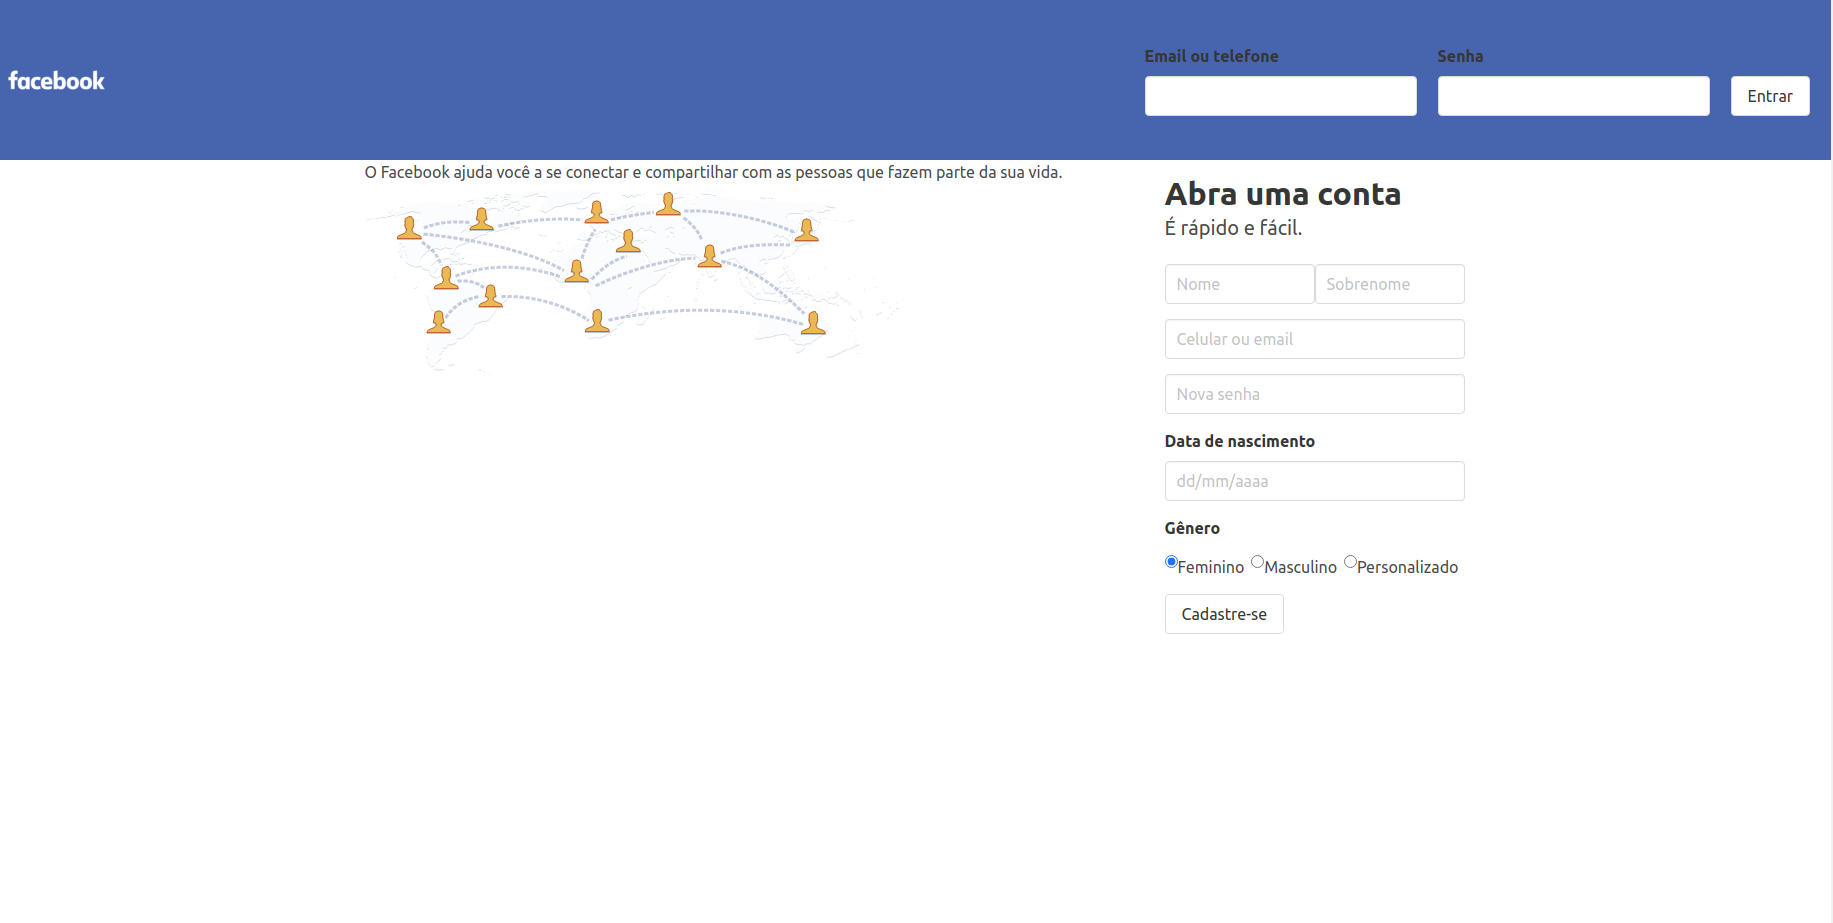 facebook
Email ou telefone
Senha
Entrar
O Facebook ajuda você a se conectar e compartilhar com as pessoas que fazem parte da sua vida.
Abra uma conta
É rápido e fácil.
Nome Sobrenome
Celular ou email
Nova senha
Data de nascimento
dd/mm/aaaa
Gênero
Feminino Masculino Personalizado
Cadastre-se